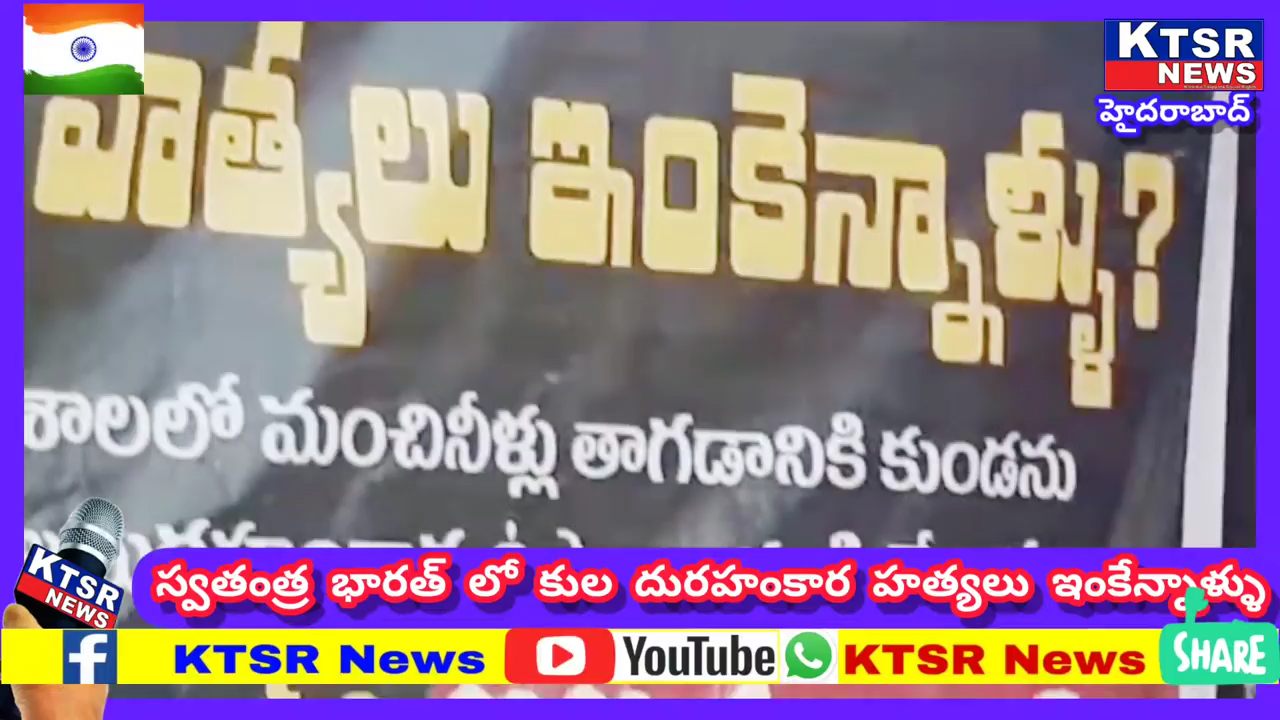 KTSR
NEWS
హైదరాబాద్
హత్యలు ఇంకెన్నాళ్ళు?
శాలలో మంచినీళ్లు తాగడానికి కుండను
KTSR
NEWS
స్వతంత్ర భారత్ లో కుల దురహంకార హత్యలు ఇంకేన్నాళ్ళు
f KTSR News YouTube KTSR News SHARE